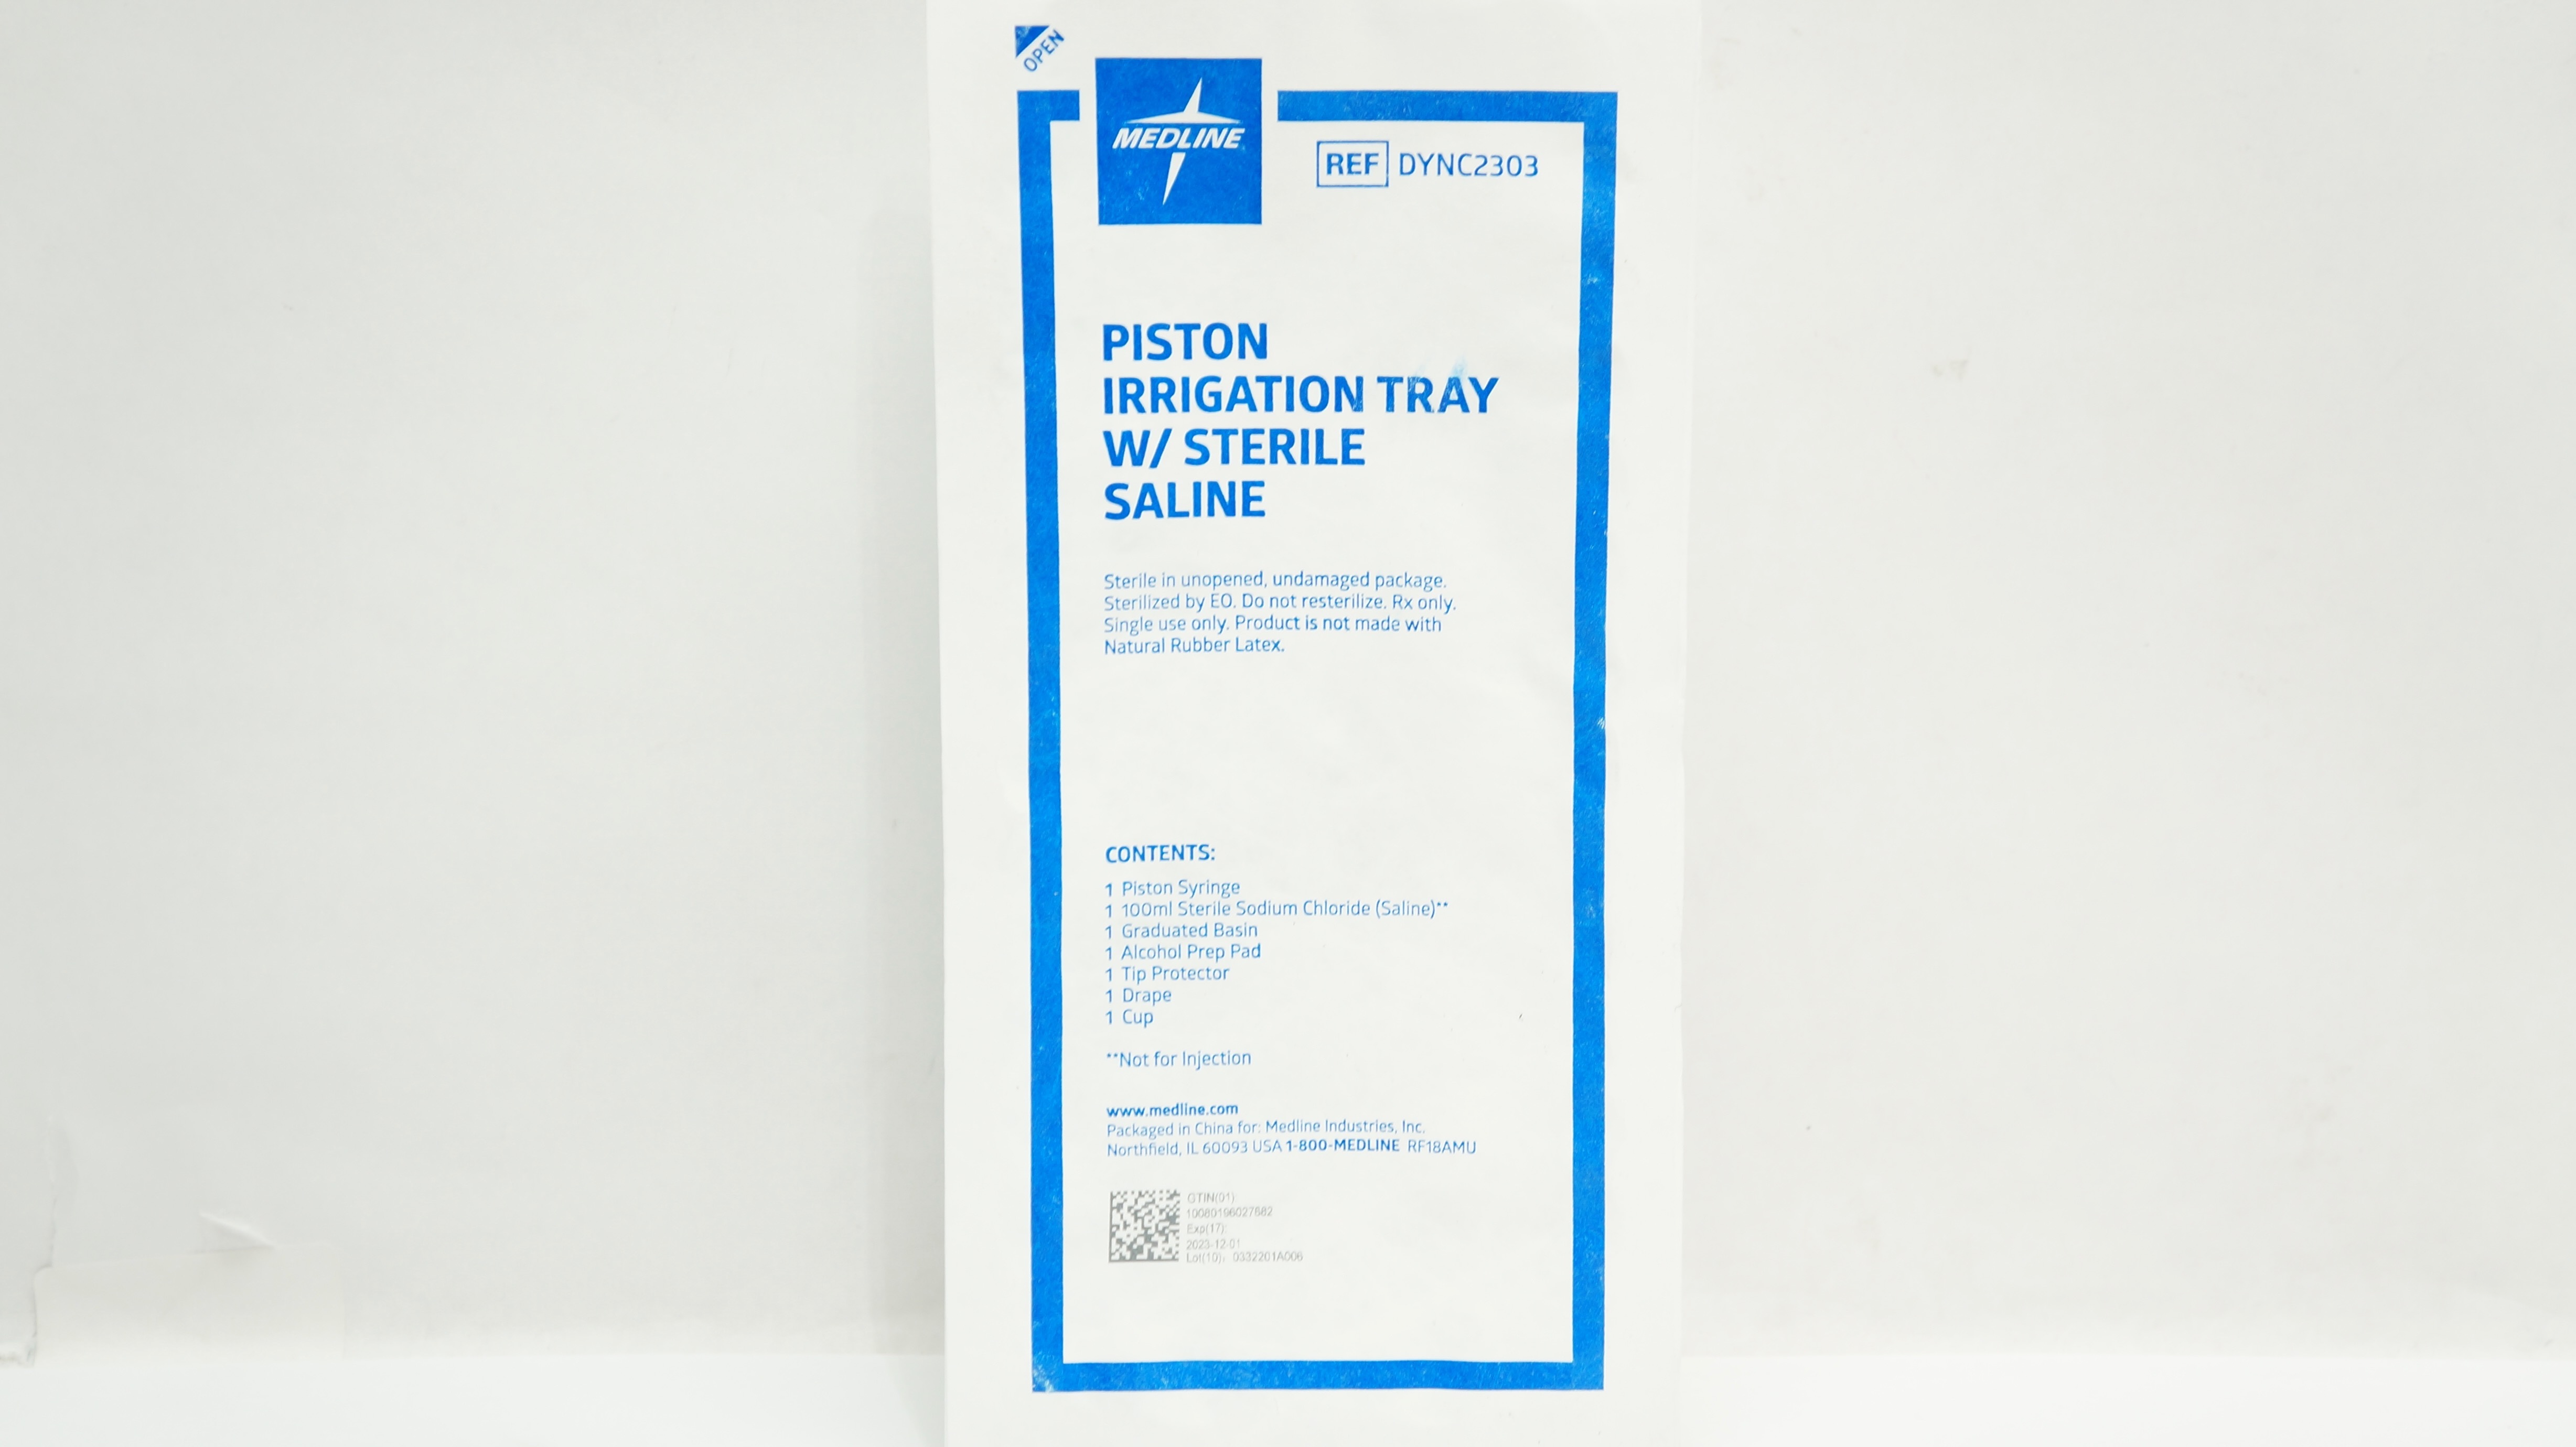 OPEN
MEDLINE
REF DYNC2303
PISTON
IRRIGATION TRAY
W/ STERILE
SALINE
Sterile in unopened, undamaged package.
Sterilized by EO. Do not resterilize. Rx only.
Single use only. Product is not made with
Natural Rubber Latex.
CONTENTS:
1 Piston Syringe
1 100ml Sterile Sodium Chloride (Saline)**
1 Graduated Basin
1 Alcohol Prep Pad
1 Tip Protector
1 Drape
1 Cup
**Not for Injection
www.medline.com
Packaged in China for: Medline Industries, Inc.
Northfield, IL 60093 USA 1-800-MEDLINE RF18AMU
GTIN(01)
10080196027682
Exp(17):
2023-12-01
Lot(10): 0332201A006